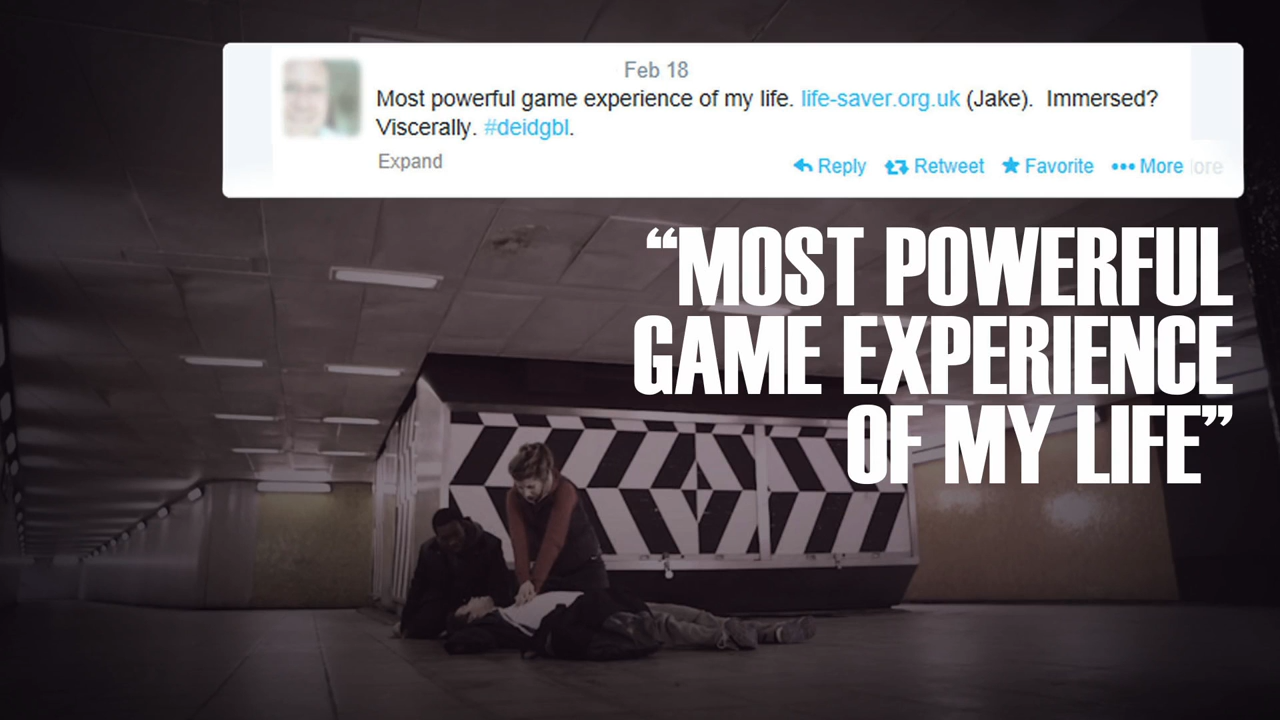 Feb 18
Most powerful game experience of my life. life-saver.org.uk (Jake).  Immersed?
Viscerally. #deidgbl.
Expand
Reply Retweet Favorite More ore
“MOST POWERFUL
GAME EXPERIENCE
OF MY LIFE”